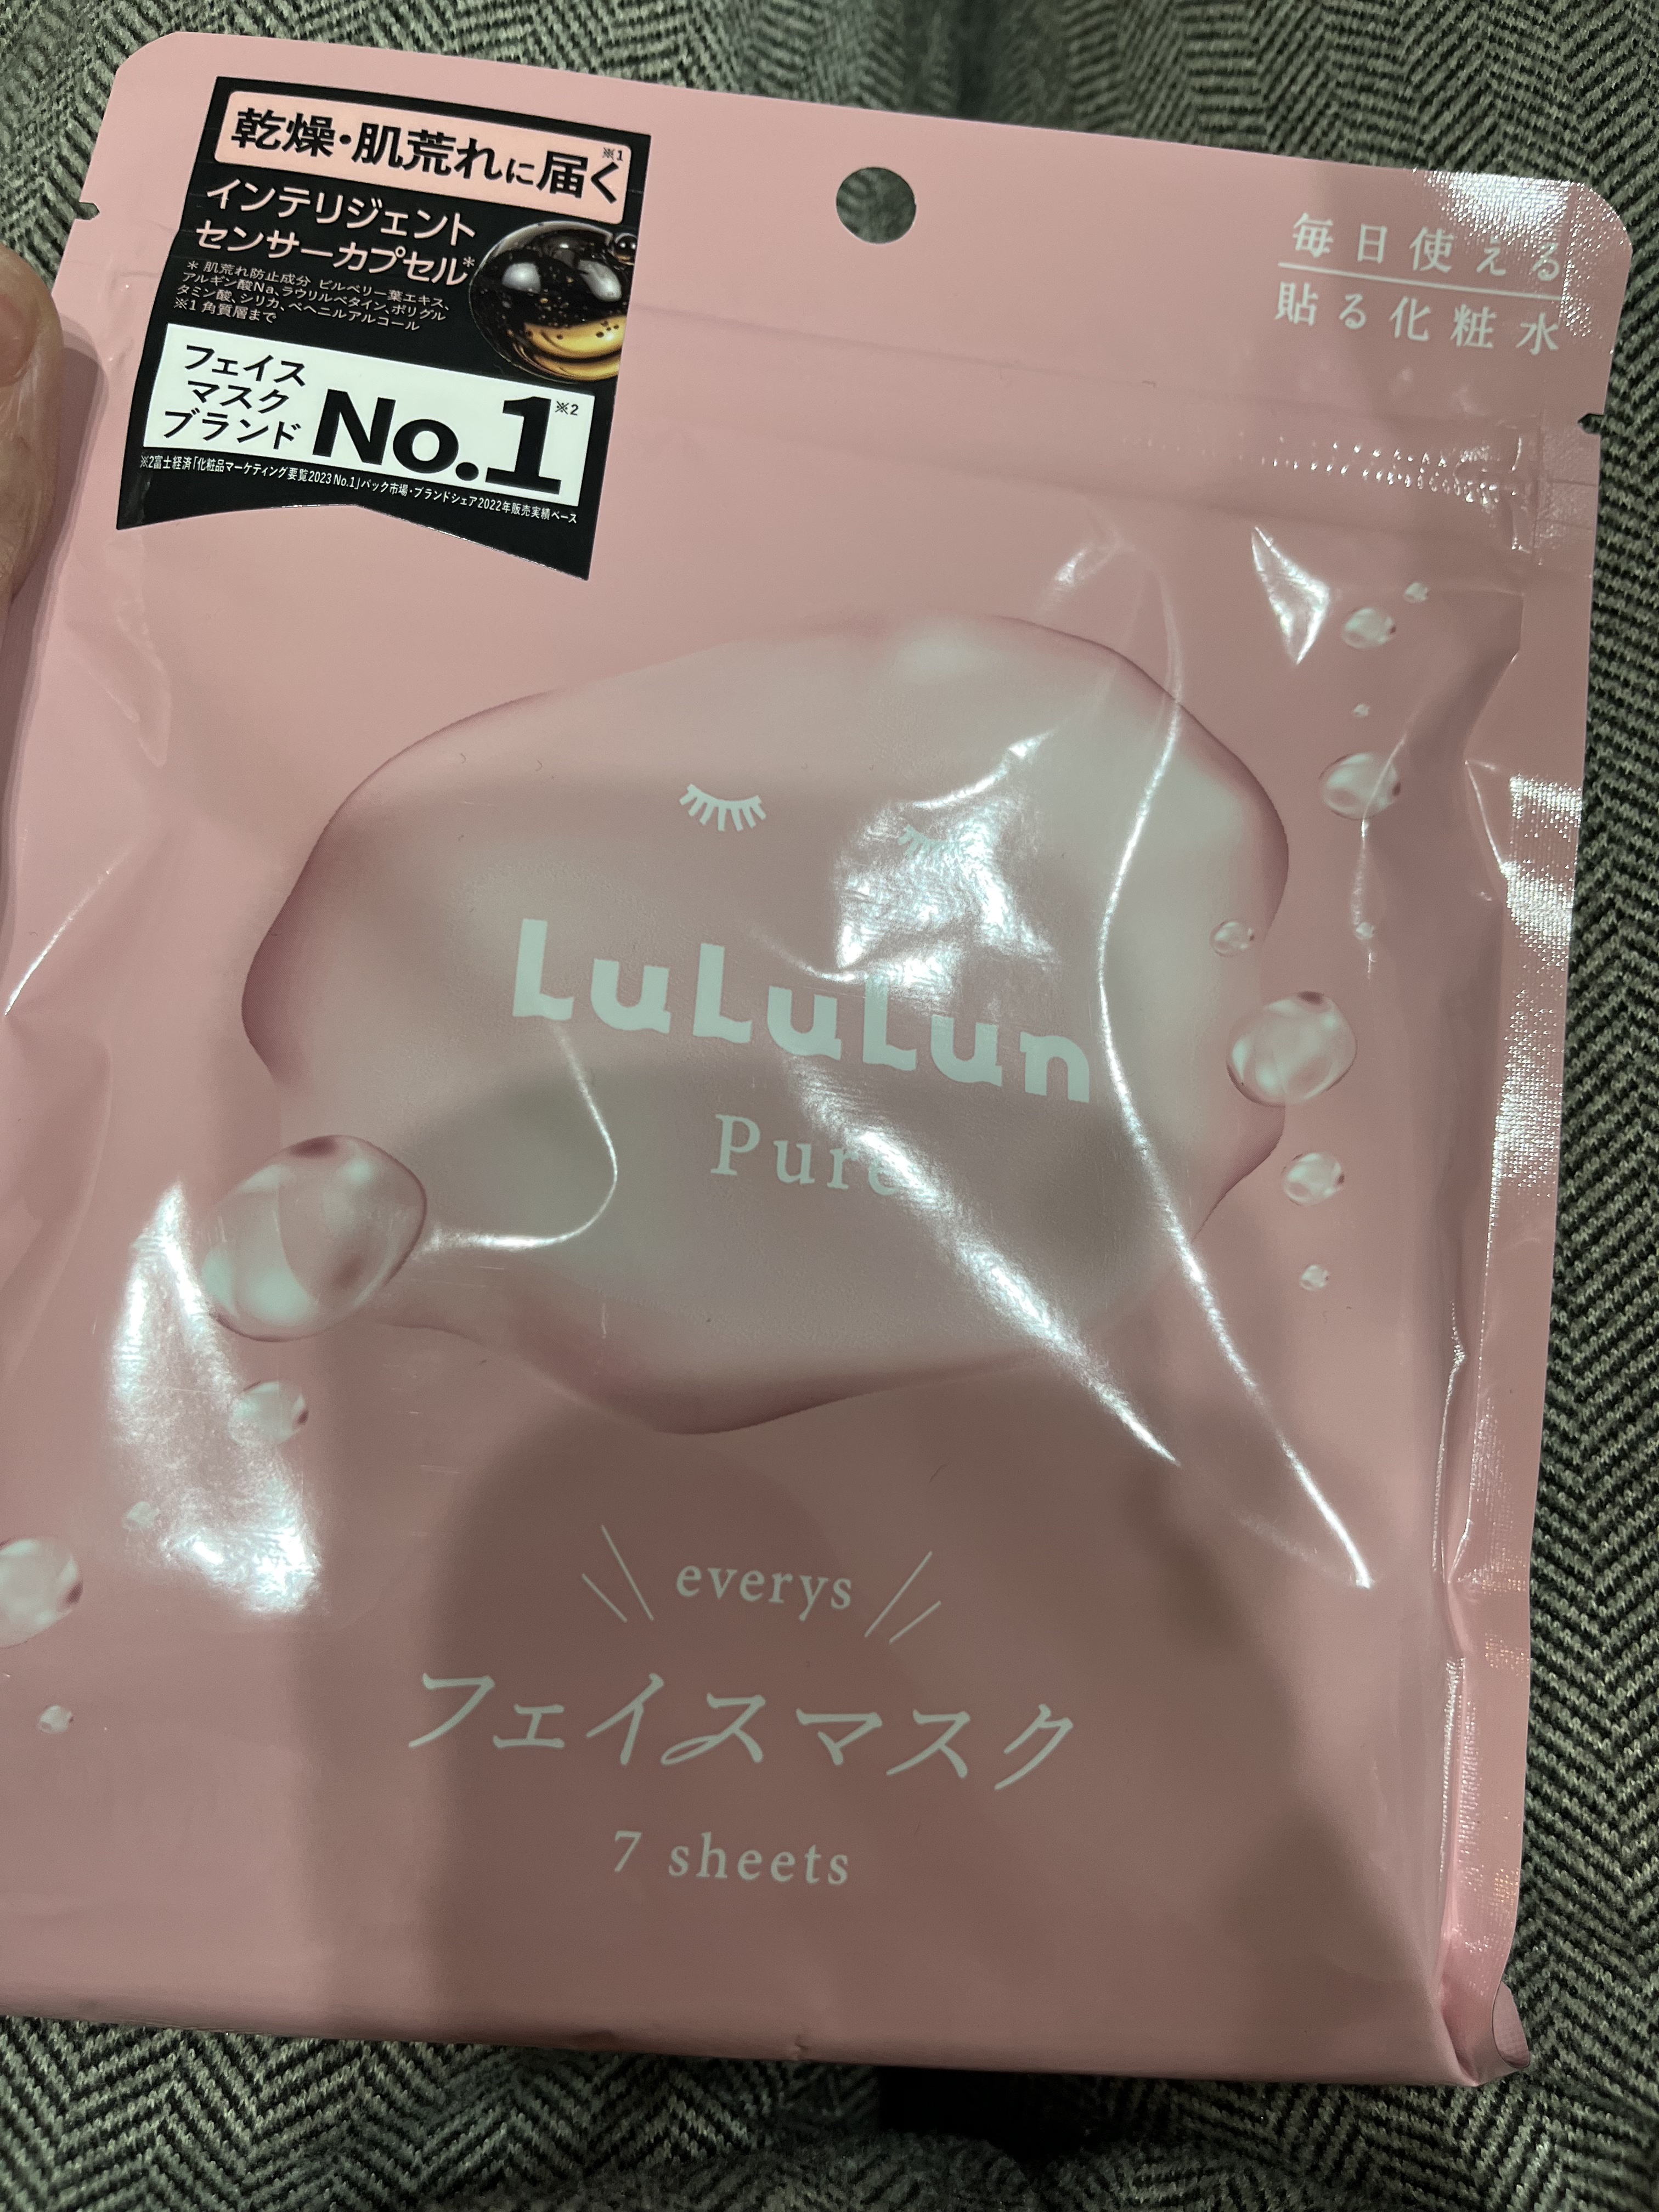 乾燥・肌荒れに届く※1
インテリジェント
センサーカプセル*
* 肌荒れ防止成分 ビルベリー葉エキス、
アルギン酸Na、ラウリルベタイン、ポリグル
タミン酸、シリカ、ベヘニルアルコール
※1 角質層まで
フェイス
マスク
ブランド
No.1※2
※2富士経済「化粧品マーケティング要覧2023 No.1」パック市場・ブランドシェア2022年販売実績ベース
毎日使える
貼る化粧水
LuLuLun
Pure
everys
フェイスマスク
7 sheets